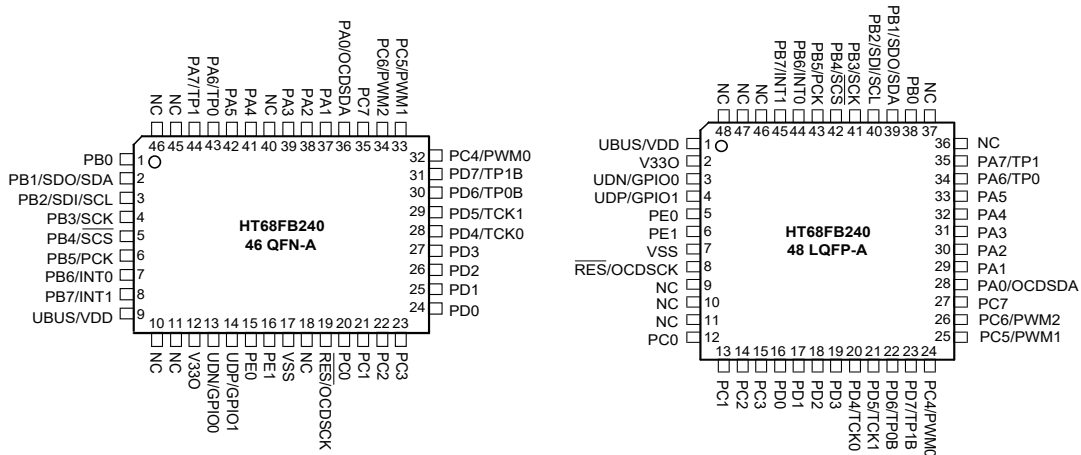 PA7/TP1
PA6/TP0
PA5
PA4
NC
PA3
PA2
PA1
PA0/OCDSDA
PC7
PC6/PWM2
PC5/PWM1
NC
NC
46 45 44 43 42 41 40 39 38 37 36 35 34 33
PB0 1
PB1/SDO/SDA 2
PB2/SDI/SCL 3
PB3/SCK 4
PB4/SCS 5
PB5/PCK 6
PB6/INT0 7
PB7/INT1 8
UBUS/VDD 9
HT68FB240
46 QFN-A
32 PC4/PWM0
31 PD7/TP1B
30 PD6/TP0B
29 PD5/TCK1
28 PD4/TCK0
27 PD3
26 PD2
25 PD1
24 PD0
10 11 12 13 14 15 16 17 18 19 20 21 22 23
NC
NC
V33O
UDN/GPIO0
UDP/GPIO1
PE0
PE1
VSS
NC
RES/OCDSCK
PC0
PC1
PC2
PC3
NC
NC
NC
PB7/INT1
PB6/INT0
PB5/PCK
PB4/SCS
PB3/SCK
PB2/SDI/SCL
PB1/SDO/SDA
PB0
NC
48 47 46 45 44 43 42 41 40 39 38 37
UBUS/VDD 1
V33O 2
UDN/GPIO0 3
UDP/GPIO1 4
PE0 5
PE1 6
VSS 7
RES/OCDSCK 8
NC 9
NC 10
NC 11
PC0 12
HT68FB240
48 LQFP-A
36 NC
35 PA7/TP1
34 PA6/TP0
33 PA5
32 PA4
31 PA3
30 PA2
29 PA1
28 PA0/OCDSDA
27 PC7
26 PC6/PWM2
25 PC5/PWM1
13 14 15 16 17 18 19 20 21 22 23 24
PC1
PC2
PC3
PD0
PD1
PD2
PD3
PD4/TCK0
PD5/TCK1
PD6/TP0B
PD7/TP1B
PC4/PWM0